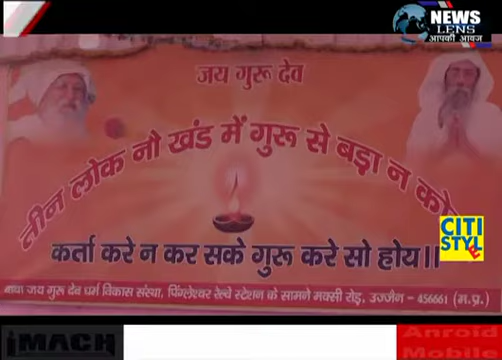 NEWS
LENS
आपकी आवाज
जय गुरू देव
तीन लोक नो खंड में गुरू से बड़ा न को
कर्ता करे न कर सके गुरू करे सो होय।।
CITI
STYLE
बाबा जय गुरू देव धर्म विकास संस्था, पिंगलेश्वर रेल्वे स्टेशन के सामने मक्सी रोड़, उज्जैन - 456661 (म.प्र.)
iMACH
Anroid
Mobile